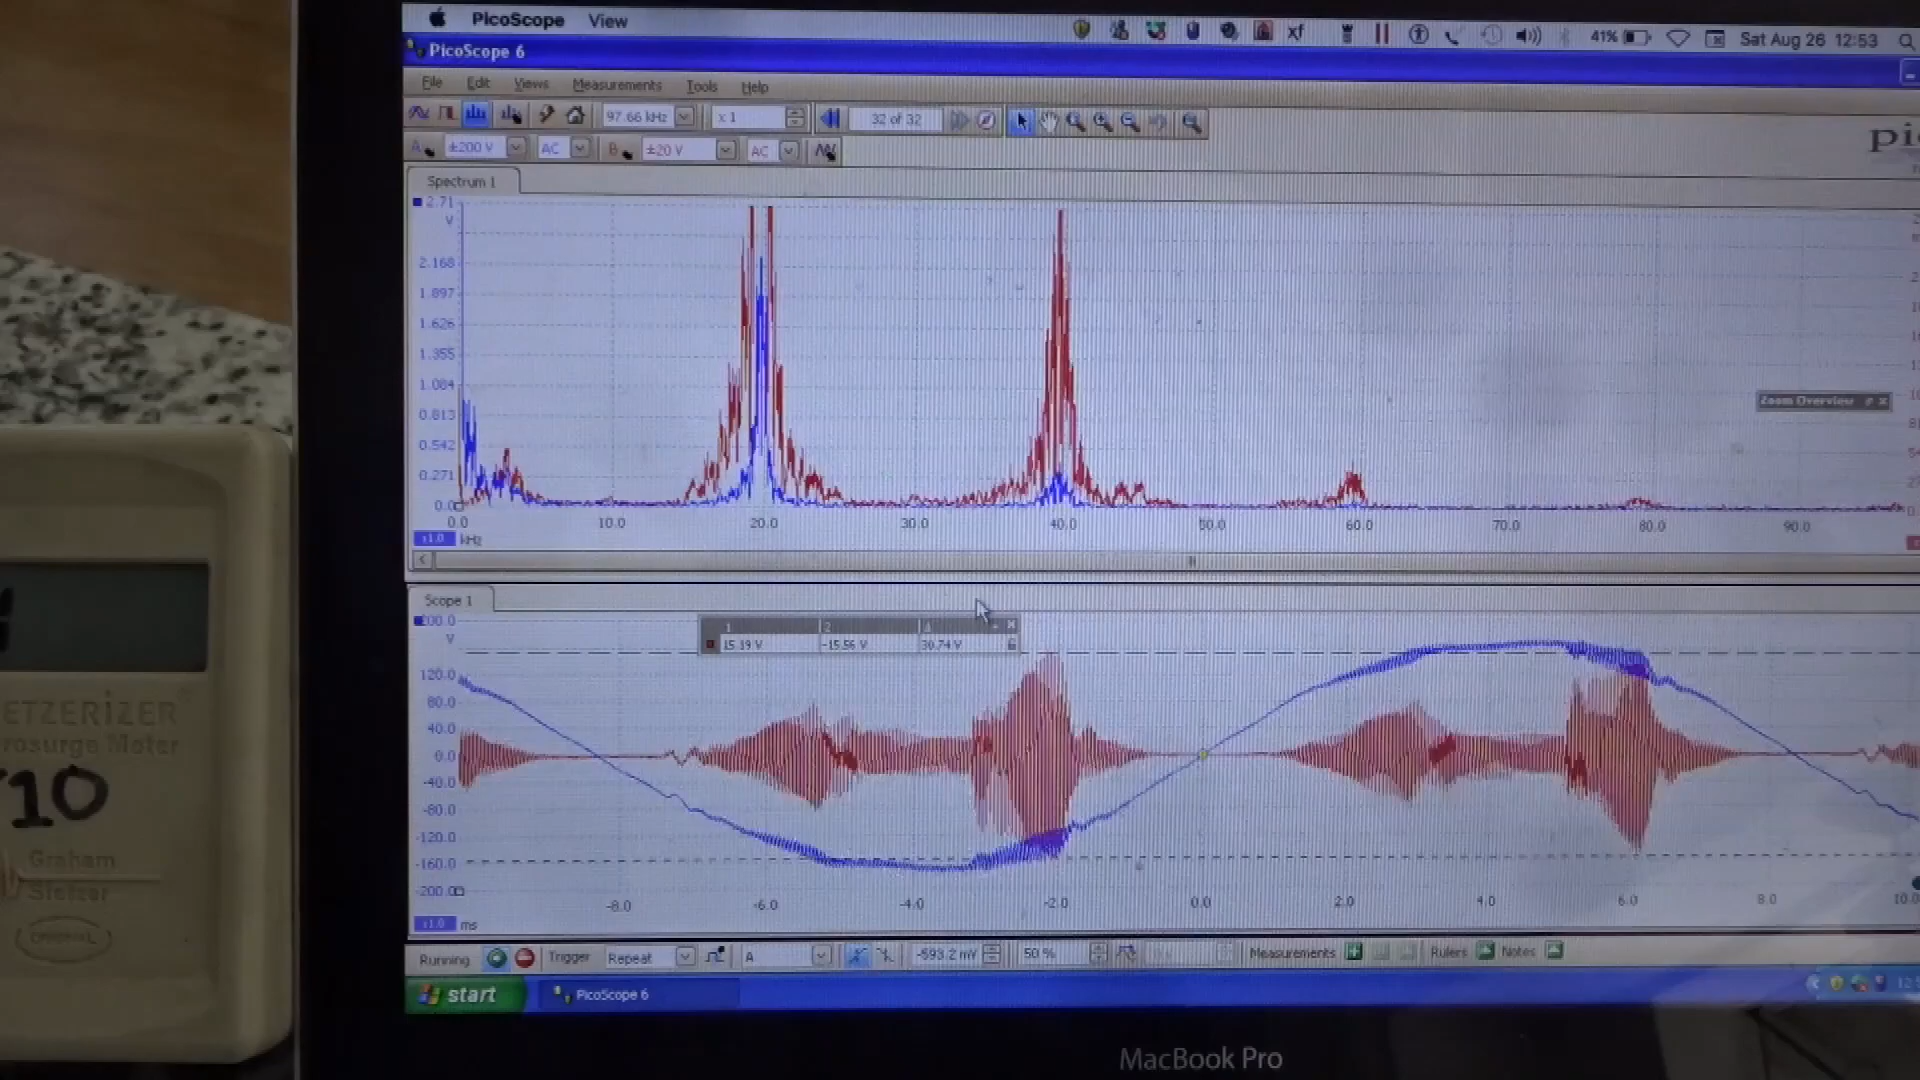 PicoScope View
xf 41% Sat Aug 26 12:53
PicoScope 6
File Edit Views Measurements Tools Help
97.66 kHz x 1 32 of 32
A ±200 V AC B ±20 V AC
Spectrum 1
2.71
V
2.168
1.897
1.626
1.355
1.084
0.813
0.542
0.271
0.0
0.0 10.0 20.0 30.0 40.0 50.0 60.0 70.0 80.0 90.0
x1.0 kHz
Zoom Overview
Scope 1
200.0
V
120.0
80.0
40.0
0.0
-40.0
-80.0
-120.0
-160.0
-200.0
1 2 Δ
15.19 V -15.56 V 30.74 V
-8.0 -6.0 -4.0 -2.0 0.0 2.0 4.0 6.0 8.0 10.0
x1.0 ms
Running Trigger Repeat A -593.2 mV 50 % Measurements Rulers Notes
start PicoScope 6
MacBook Pro
ETZERiZER
rosurge Meter
10
Graham
Stetzer